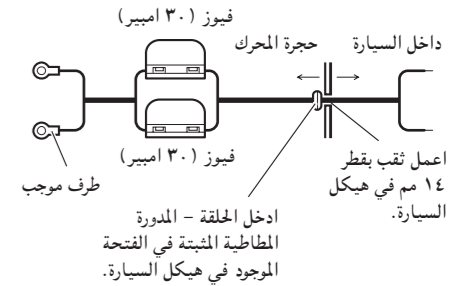 فيوز (٣٠ امبير)
داخل السيارة
حجرة المحرك
فيوز (٣٠ امبير)
طرف موجب
اعمل ثقب بقطر
١٤ مم في هيكل
السيارة.
ادخل الحلقة – المدورة
المطاطية المثبتة في الفتحة
الموجود في هيكل السيارة.